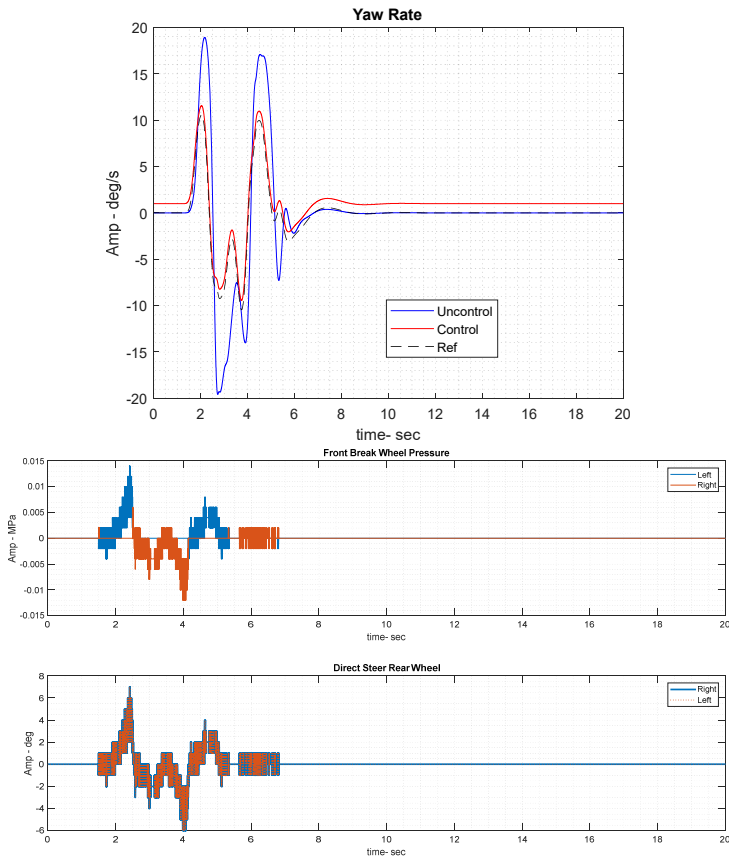 Yaw Rate
20
15
10
5
0
-5
-10
-15
-20
Amp - deg/s
Uncontrol
Control
Ref
0 2 4 6 8 10 12 14 16 18 20
time- sec
Front Break Wheel Pressure
0.015
0.01
0.005
0
-0.005
-0.01
-0.015
Amp - MPa
Left
Right
0 2 4 6 8 10 12 14 16 18 20
time- sec
Direct Steer Rear Wheel
8
6
4
2
0
-2
-4
-6
Amp - deg
Right
Left
0 2 4 6 8 10 12 14 16 18 20
time- sec